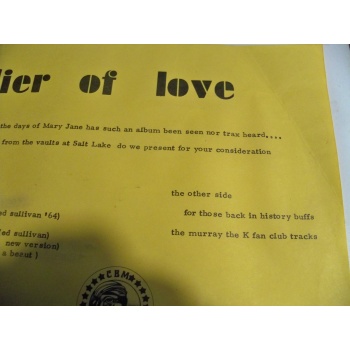 lier of love
the days of Mary Jane has such an album been seen nor trax heard....
from the vaults at Salt Lake do we present for your consideration
the other side
ed sullivan '64)
for those back in history buffs
ed sullivan)
the murray the K fan club tracks
new version)
a beaut )
CBM